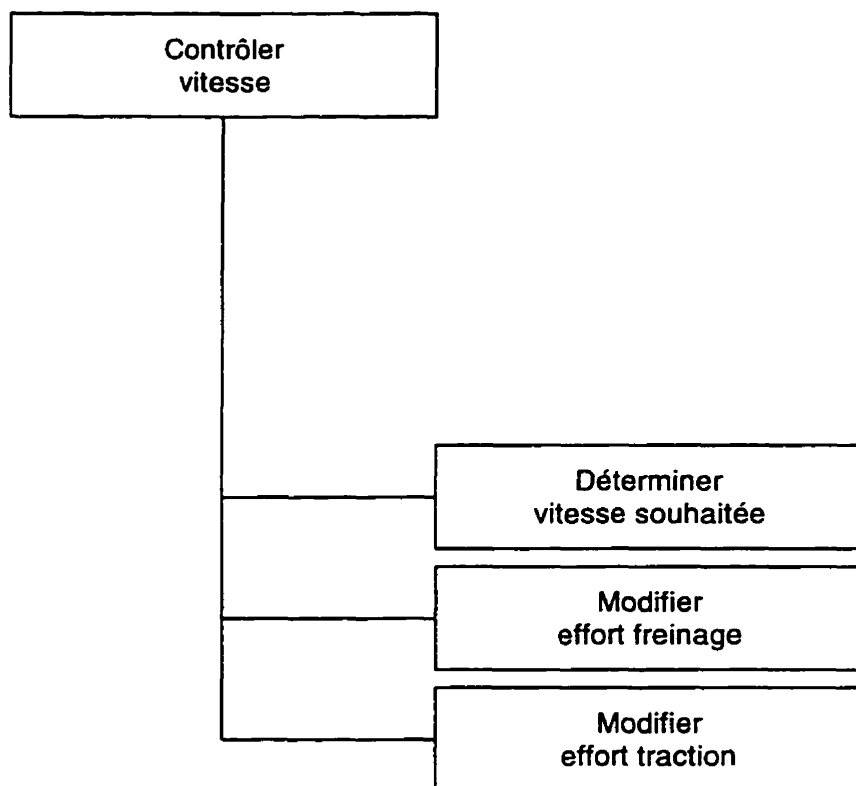 Contrôler
vitesse
Déterminer
vitesse souhaitée
Modifier
effort freinage
Modifier
effort traction